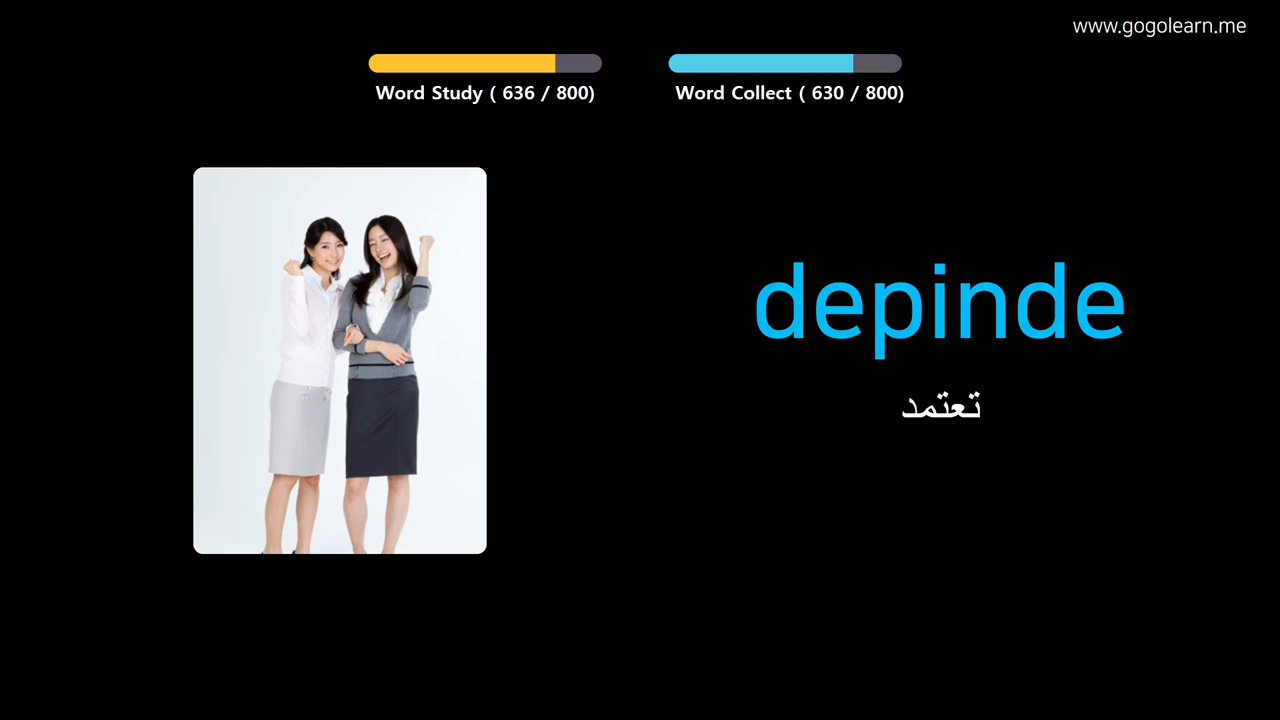 www.gogolearn.me
Word Study ( 636 / 800)
Word Collect ( 630 / 800)
depinde
تعتمد